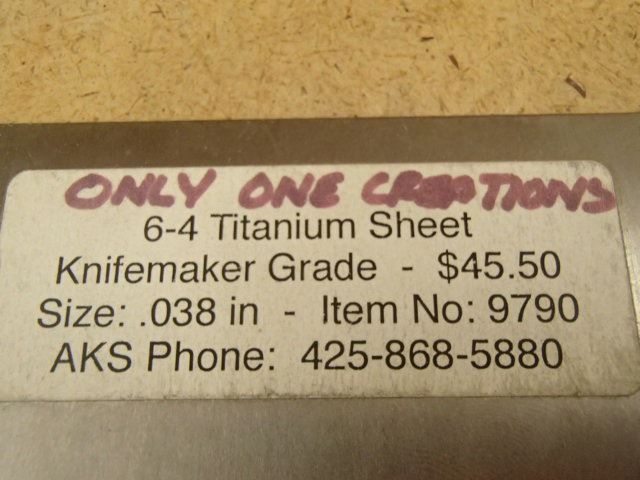 ONLY ONE CREATIONS
6-4 Titanium Sheet
Knifemaker Grade - $45.50
Size: .038 in - Item No: 9790
AKS Phone: 425-868-5880